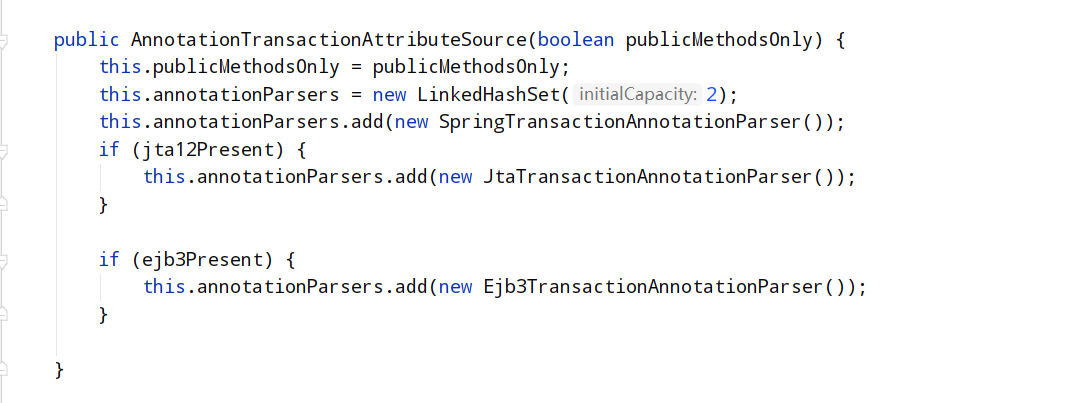 public AnnotationTransactionAttributeSource(boolean publicMethodsOnly) {
this.publicMethodsOnly = publicMethodsOnly;
this.annotationParsers = new LinkedHashSet( initialCapacity: 2);
this.annotationParsers.add(new SpringTransactionAnnotationParser());
if (jta12Present) {
this.annotationParsers.add(new JtaTransactionAnnotationParser());
}
if (ejb3Present) {
this.annotationParsers.add(new Ejb3TransactionAnnotationParser());
}
}